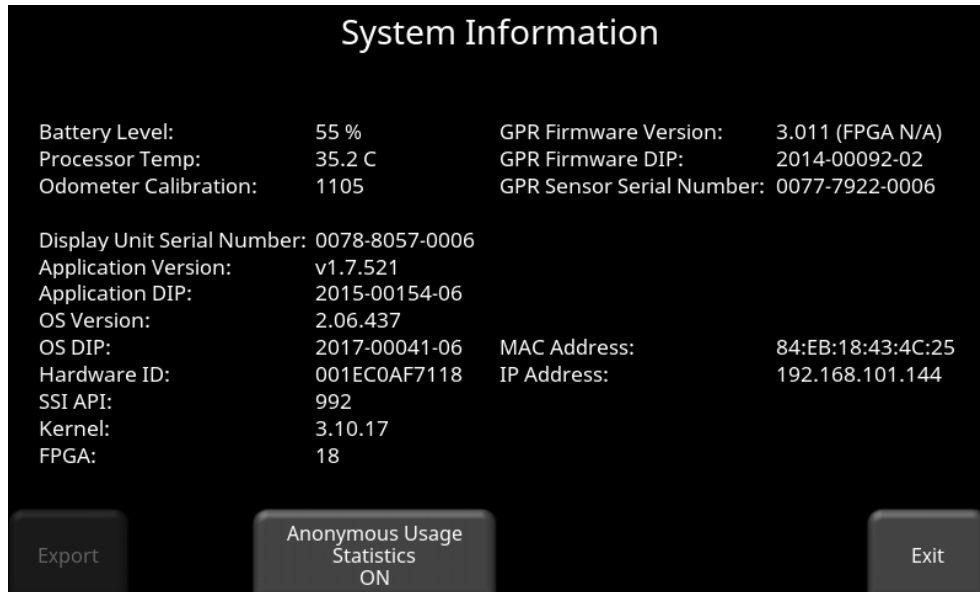 System Information
Battery Level: 55 % GPR Firmware Version: 3.011 (FPGA N/A)
Processor Temp: 35.2 C GPR Firmware DIP: 2014-00092-02
Odometer Calibration: 1105 GPR Sensor Serial Number: 0077-7922-0006
Display Unit Serial Number: 0078-8057-0006
Application Version: v1.7.521
Application DIP: 2015-00154-06
OS Version: 2.06.437
OS DIP: 2017-00041-06 MAC Address: 84:EB:18:43:4C:25
Hardware ID: 001EC0AF7118 IP Address: 192.168.101.144
SSI API: 992
Kernel: 3.10.17
FPGA: 18
Export
Anonymous Usage
Statistics
ON
Exit